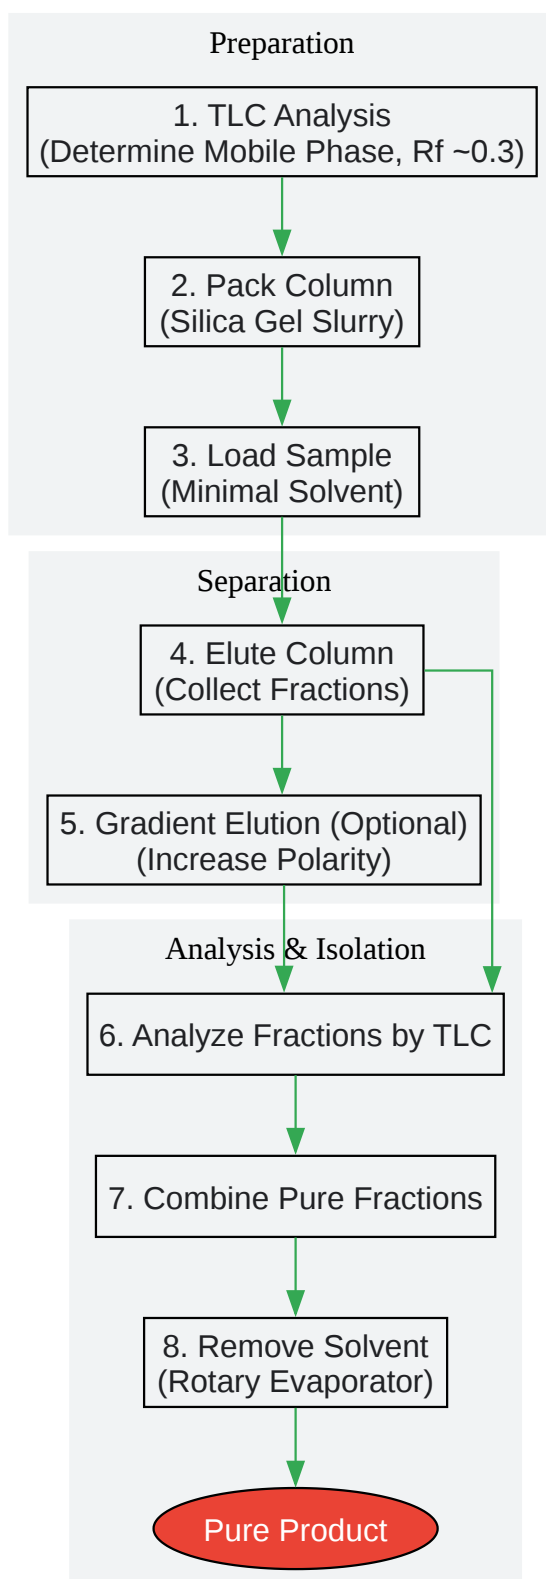 Preparation
1. TLC Analysis
(Determine Mobile Phase, Rf ~0.3)
2. Pack Column
(Silica Gel Slurry)
3. Load Sample
(Minimal Solvent)
Separation
4. Elute Column
(Collect Fractions)
5. Gradient Elution (Optional)
(Increase Polarity)
Analysis & Isolation
6. Analyze Fractions by TLC
7. Combine Pure Fractions
8. Remove Solvent
(Rotary Evaporator)
Pure Product